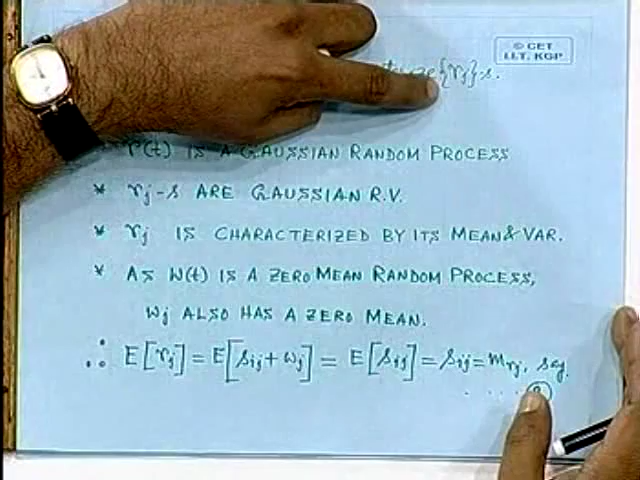 © CET
I.I.T. KGP
{rj}-s.
r(t) IS A GAUSSIAN RANDOM PROCESS
* rj-s ARE GAUSSIAN R.V.
* rj IS CHARACTERIZED BY ITS MEAN & VAR.
* AS W(t) IS A ZERO MEAN RANDOM PROCESS,
wj ALSO HAS A ZERO MEAN.
∴ E[rj] = E[sij + wj] = E[sij] = sij = mrj, say.